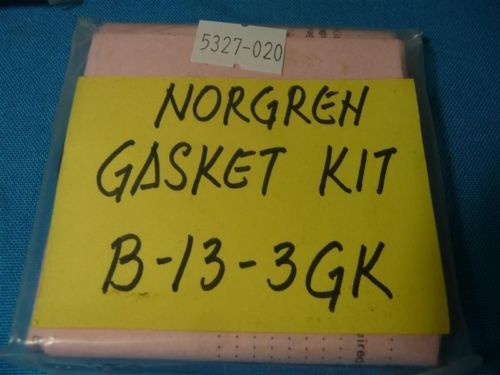 5327-020
NORGREN
GASKET KIT
B-13-3GK